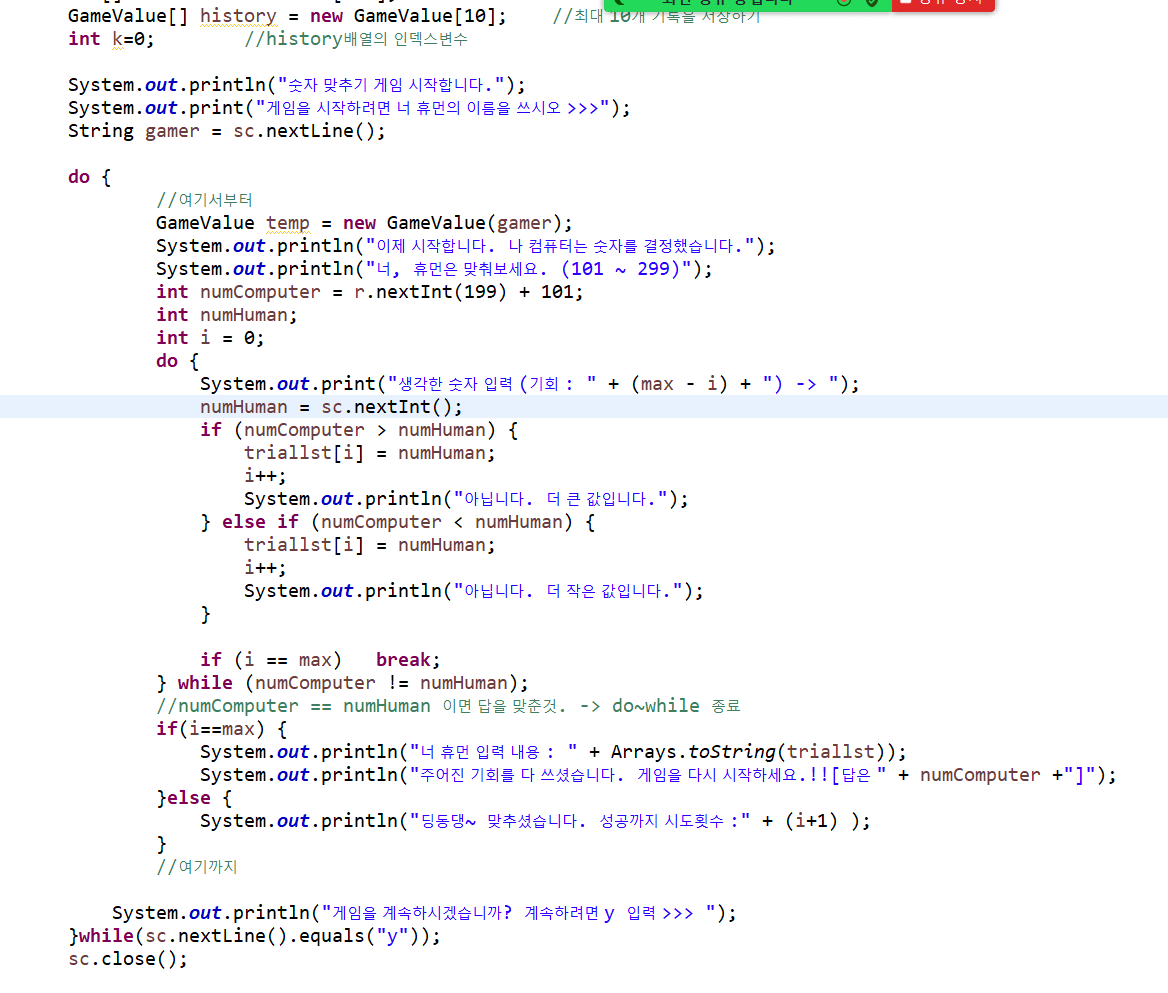 GameValue[] history = new GameValue[10];    //최대 10개 기록을 저장하기
int k=0;        //history배열의 인덱스변수
System.out.println("숫자 맞추기 게임 시작합니다.");
System.out.print("게임을 시작하려면 너 휴먼의 이름을 쓰시오 >>>");
String gamer = sc.nextLine();
do {
//여기서부터
GameValue temp = new GameValue(gamer);
System.out.println("이제 시작합니다. 나 컴퓨터는 숫자를 결정했습니다.");
System.out.println("너, 휴먼은 맞춰보세요. (101 ~ 299)");
int numComputer = r.nextInt(199) + 101;
int numHuman;
int i = 0;
do {
System.out.print("생각한 숫자 입력 (기회 : " + (max - i) + ") -> ");
numHuman = sc.nextInt();
if (numComputer > numHuman) {
triallst[i] = numHuman;
i++;
System.out.println("아닙니다. 더 큰 값입니다.");
} else if (numComputer < numHuman) {
triallst[i] = numHuman;
i++;
System.out.println("아닙니다. 더 작은 값입니다.");
}
if (i == max)   break;
} while (numComputer != numHuman);
//numComputer == numHuman 이면 답을 맞춘것. -> do~while 종료
if(i==max) {
System.out.println("너 휴먼 입력 내용 : " + Arrays.toString(triallst));
System.out.println("주어진 기회를 다 쓰셨습니다. 게임을 다시 시작하세요.!![답은 " + numComputer +"]");
}else {
System.out.println("딩동댕~ 맞추셨습니다. 성공까지 시도횟수 :" + (i+1) );
}
//여기까지
System.out.println("게임을 계속하시겠습니까? 계속하려면 y 입력 >>> ");
}while(sc.nextLine().equals("y"));
sc.close();